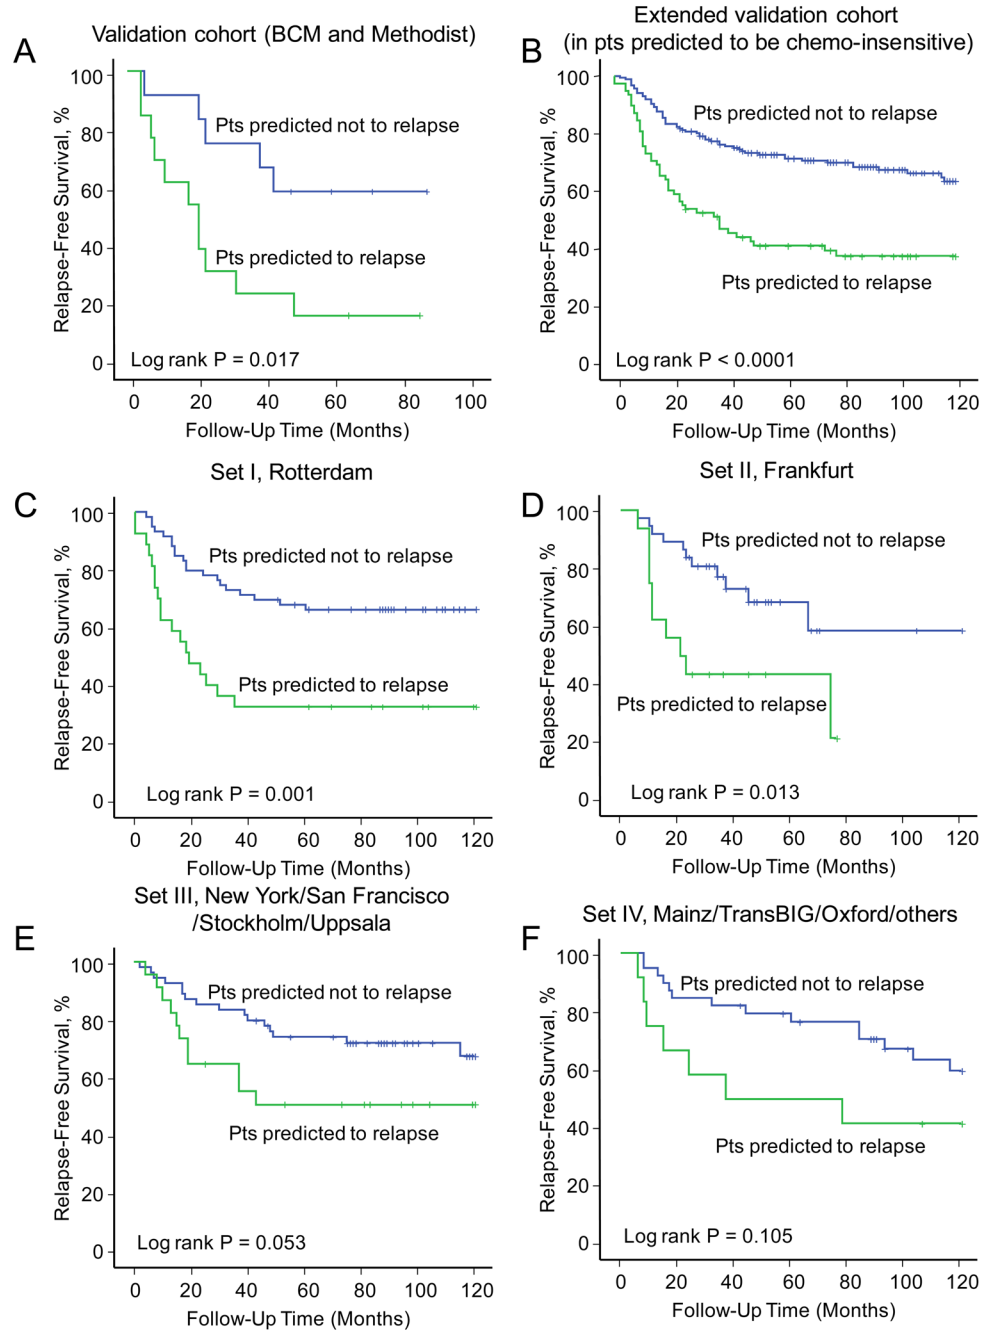 A
Validation cohort (BCM and Methodist)
Relapse-Free Survival, %
100
80
60
40
20
0
Pts predicted not to relapse
Pts predicted to relapse
Log rank P = 0.017
0 20 40 60 80 100
Follow-Up Time (Months)
B
Extended validation cohort
(in pts predicted to be chemo-insensitive)
Relapse-Free Survival, %
100
80
60
40
20
0
Pts predicted not to relapse
Pts predicted to relapse
Log rank P < 0.0001
0 20 40 60 80 100 120
Follow-Up Time (Months)
C
Set I, Rotterdam
Relapse-Free Survival, %
100
80
60
40
20
0
Pts predicted not to relapse
Pts predicted to relapse
Log rank P = 0.001
0 20 40 60 80 100 120
Follow-Up Time (Months)
D
Set II, Frankfurt
Relapse-Free Survival, %
100
80
60
40
20
0
Pts predicted not to relapse
Pts predicted to relapse
Log rank P = 0.013
0 20 40 60 80 100 120
Follow-Up Time (Months)
E
Set III, New York/San Francisco
/Stockholm/Uppsala
Relapse-Free Survival, %
100
80
60
40
20
0
Pts predicted not to relapse
Pts predicted to relapse
Log rank P = 0.053
0 20 40 60 80 100 120
Follow-Up Time (Months)
F
Set IV, Mainz/TransBIG/Oxford/others
Relapse-Free Survival, %
100
80
60
40
20
0
Pts predicted not to relapse
Pts predicted to relapse
Log rank P = 0.105
0 20 40 60 80 100 120
Follow-Up Time (Months)